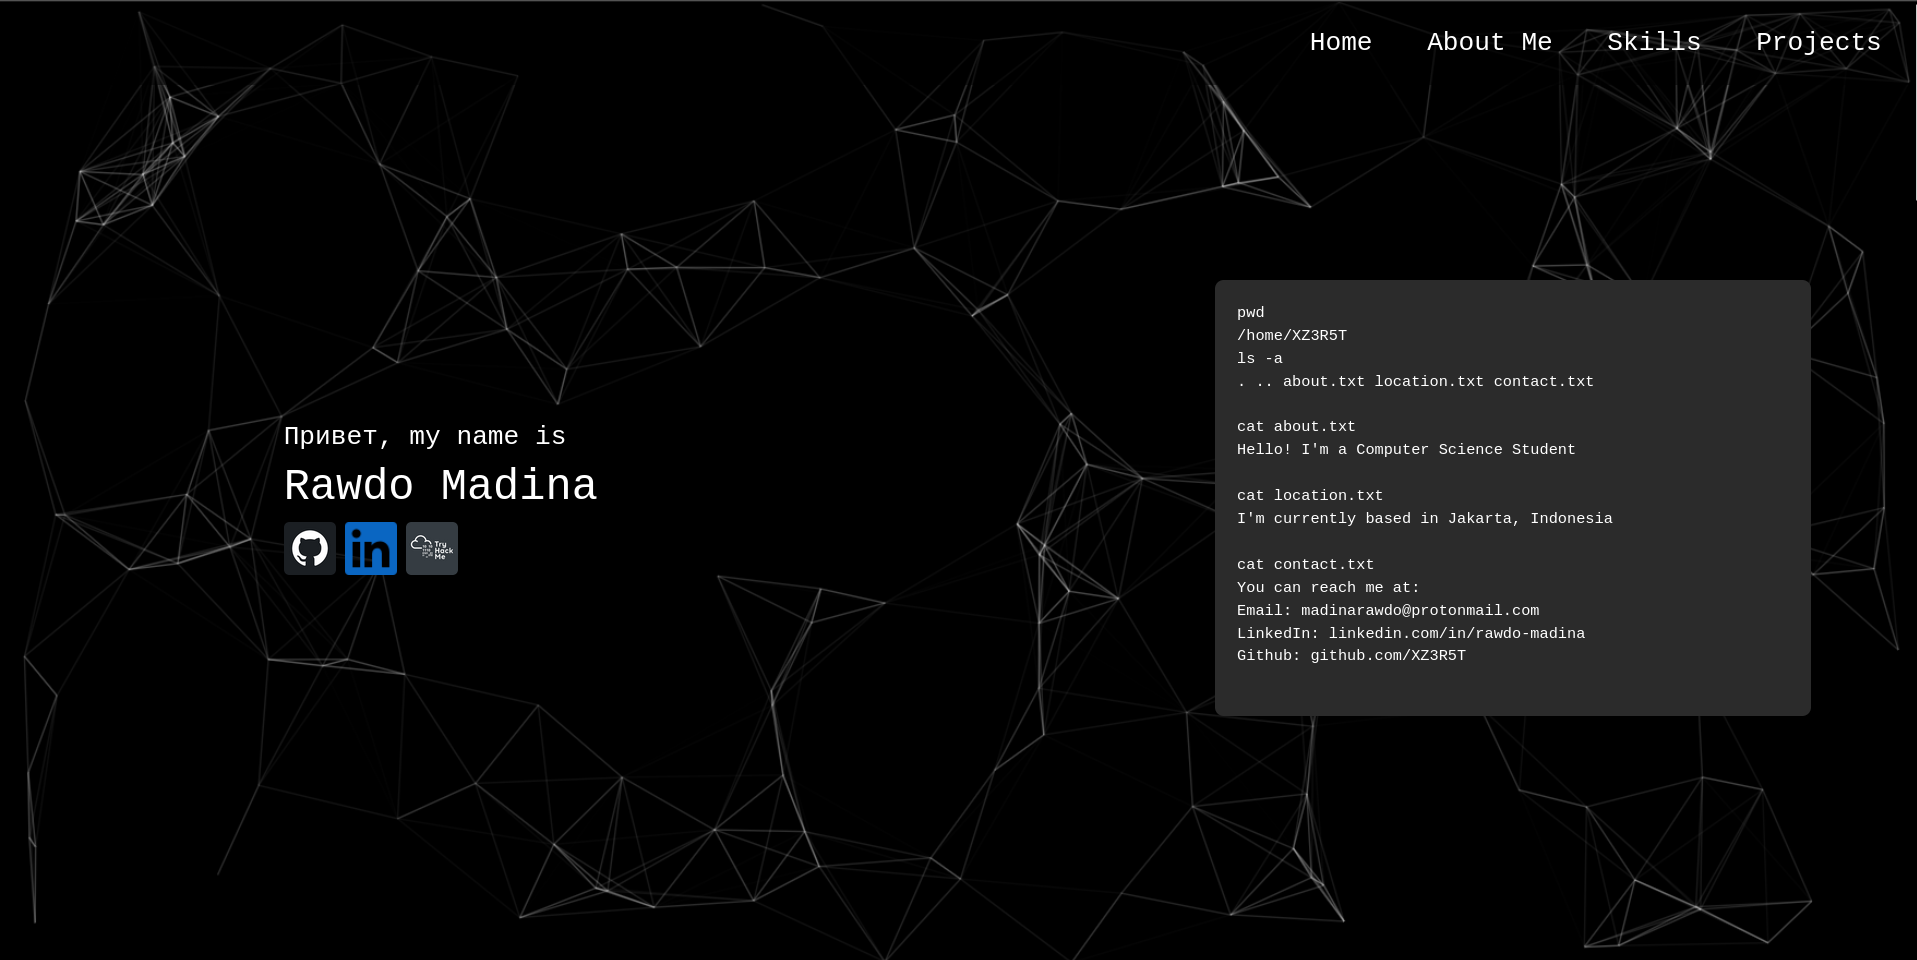 Home About Me Skills Projects
Привет, my name is
Rawdo Madina
in
Try
Hack
Me
pwd
/home/XZ3R5T
ls -a
. .. about.txt location.txt contact.txt
cat about.txt
Hello! I'm a Computer Science Student
cat location.txt
I'm currently based in Jakarta, Indonesia
cat contact.txt
You can reach me at:
Email: madinarawdo@protonmail.com
LinkedIn: linkedin.com/in/rawdo-madina
Github: github.com/XZ3R5T